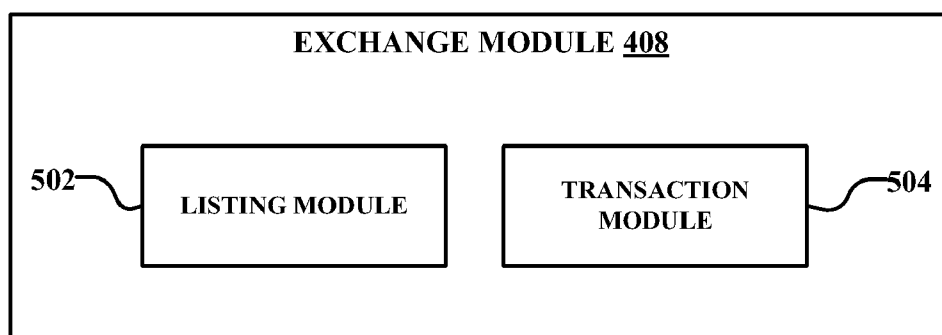 EXCHANGE MODULE 408
502
LISTING MODULE
TRANSACTION
MODULE
504